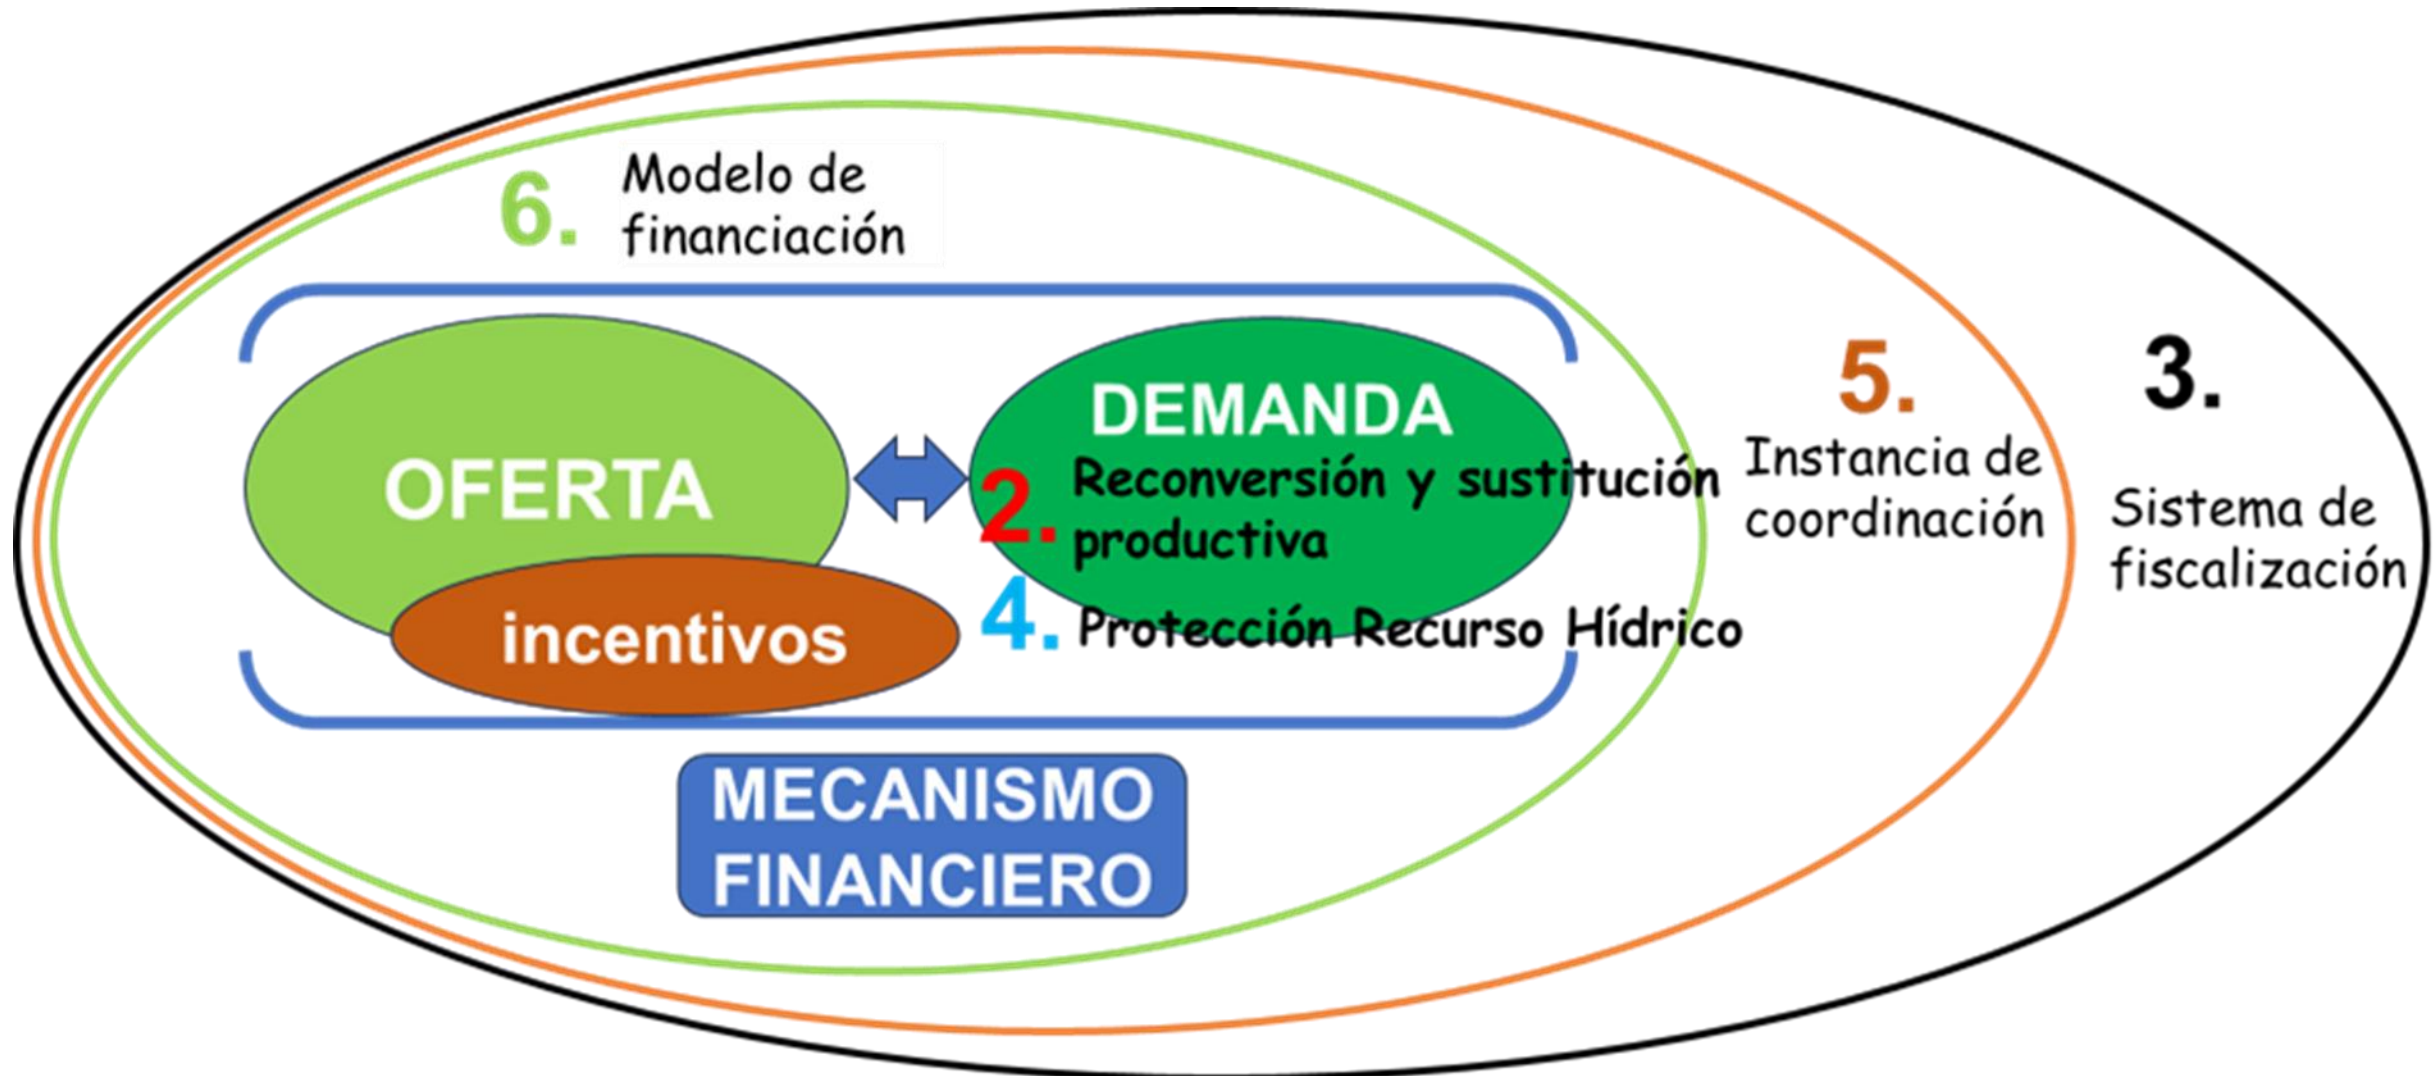 6. Modelo de
financiación
OFERTA
incentivos
DEMANDA
2. Reconversión y sustitución
productiva
4. Protección Recurso Hídrico
5.
Instancia de
coordinación
3.
Sistema de
fiscalización
MECANISMO
FINANCIERO